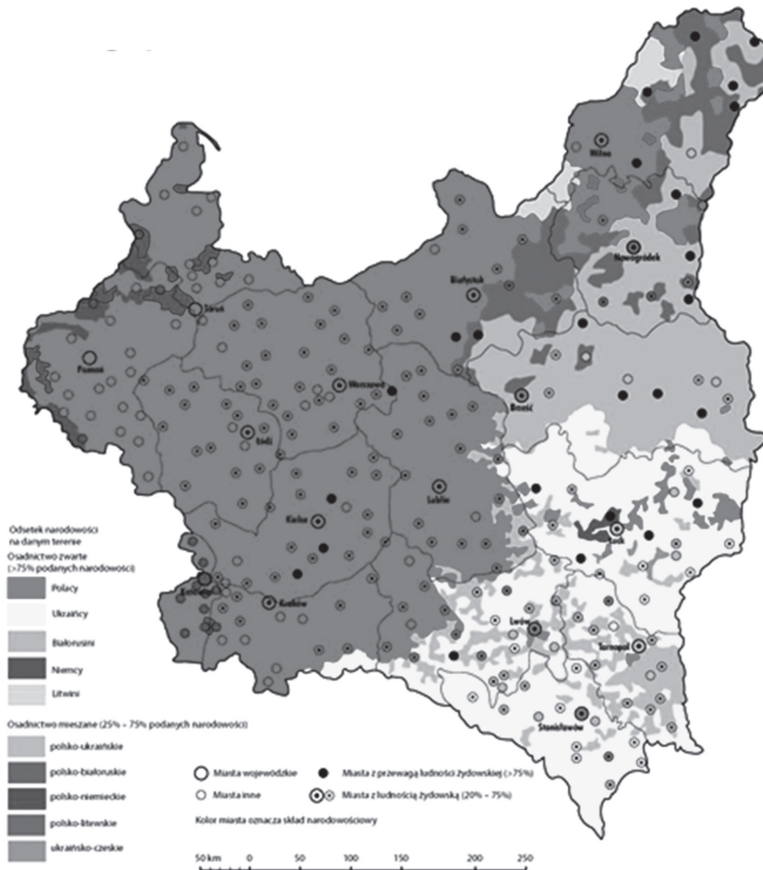 Wilno
Nowogródek
Białystok
Toruń
Poznań
Warszawa
Brześć
Łódź
Lublin
Kielce
Łuck
Katowice
Kraków
Lwów
Tarnopol
Stanisławów
Odsetek narodowości
na danym terenie
Osadnictwo zwarte
(>75% podanych narodowości)
Polacy
Ukraińcy
Białorusini
Niemcy
Litwini
Osadnictwo mieszane (25% – 75% podanych narodowości)
polsko-ukraińskie
polsko-białoruskie
polsko-niemieckie
polsko-litewskie
ukraińsko-czeskie
Miasta wojewódzkie
Miasta z przewagą ludności żydowskiej (>75%)
Miasta inne
Miasta z ludnością żydowską (20% – 75%)
Kolor miasta oznacza skład narodowościowy
50 km 0 50 100 150 200 250